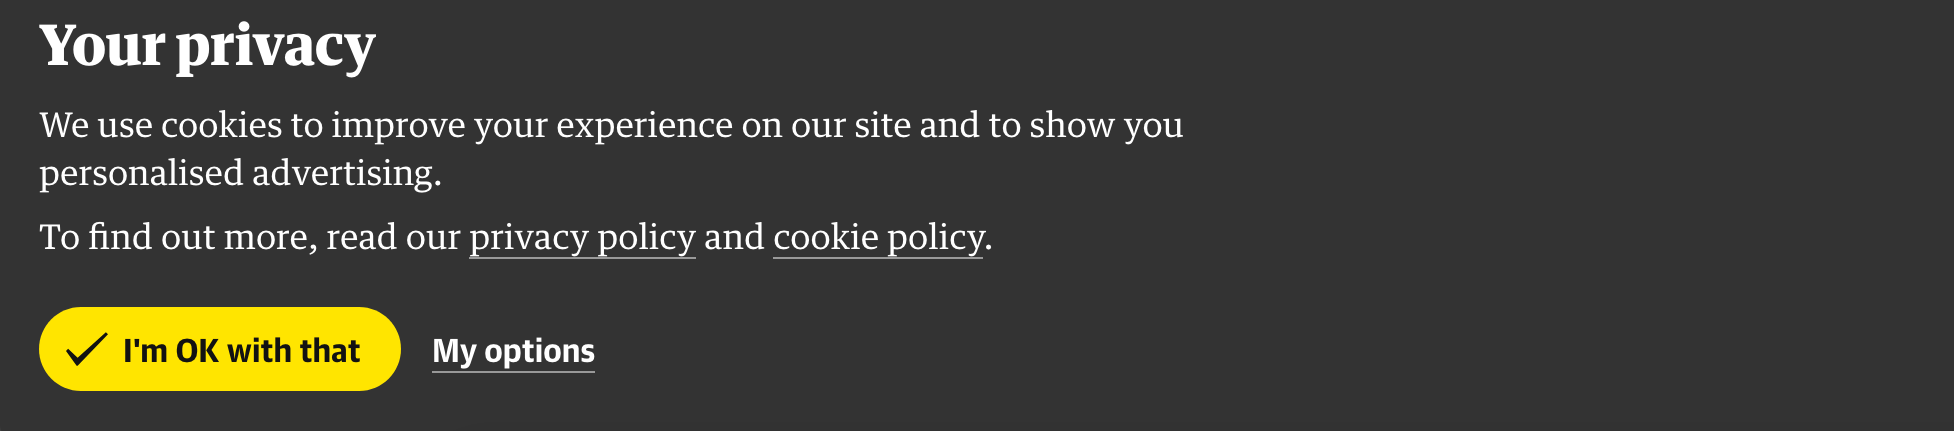 Your privacy
We use cookies to improve your experience on our site and to show you
personalised advertising.
To find out more, read our privacy policy and cookie policy.
I'm OK with that
My options